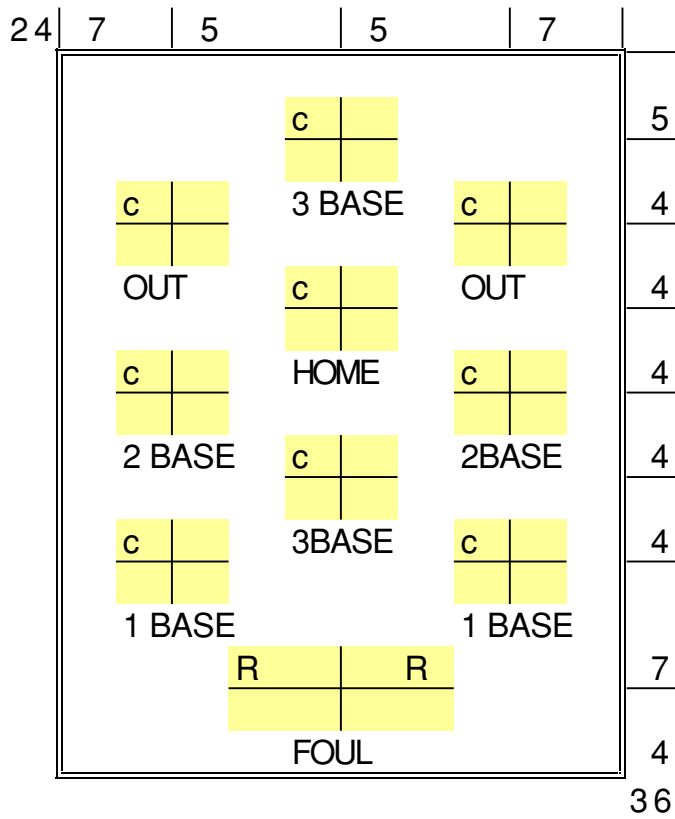 24 7 5 5 7
c
5
3 BASE
c c 4
OUT OUT
c 4
HOME
c c 4
2 BASE 2BASE
c 4
3BASE
c c 4
1 BASE 1 BASE
R R 7
FOUL 4
36